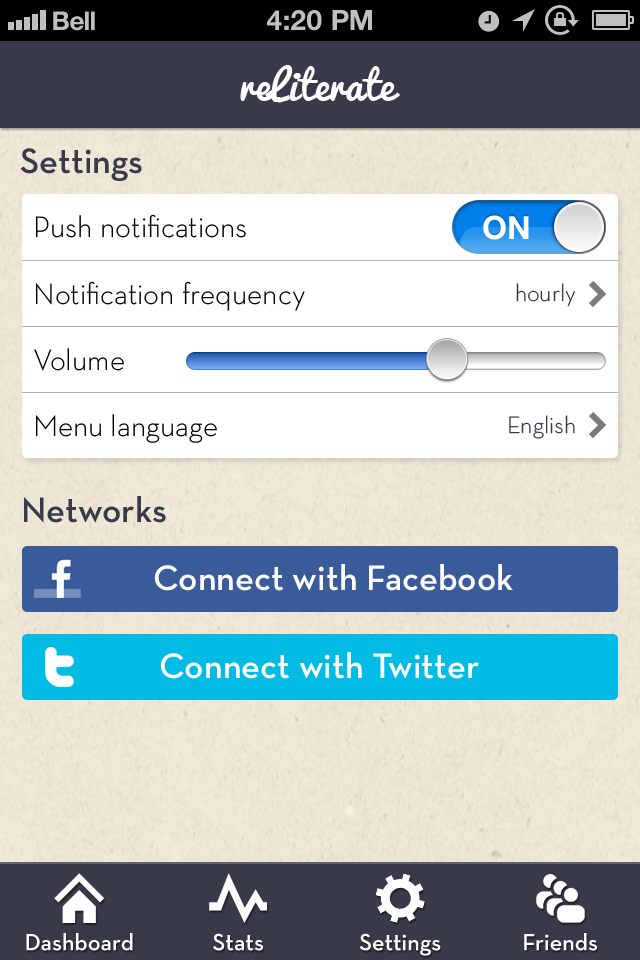 Bell 4:20 PM
reLiterate
Settings
Push notifications ON
Notification frequency hourly
Volume
Menu language English
Networks
f Connect with Facebook
t Connect with Twitter
Dashboard Stats Settings Friends